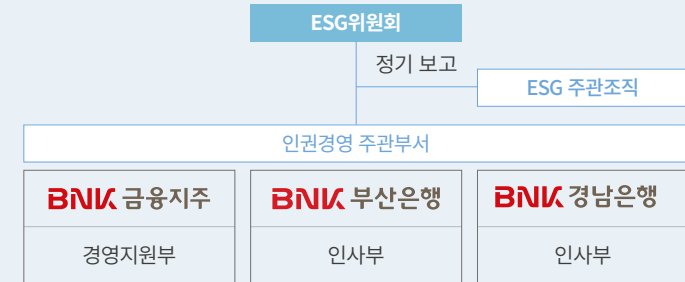 ESG위원회
정기 보고
ESG 주관조직
인권경영 주관부서
BNK 금융지주
BNK 부산은행
BNK 경남은행
경영지원부
인사부
인사부